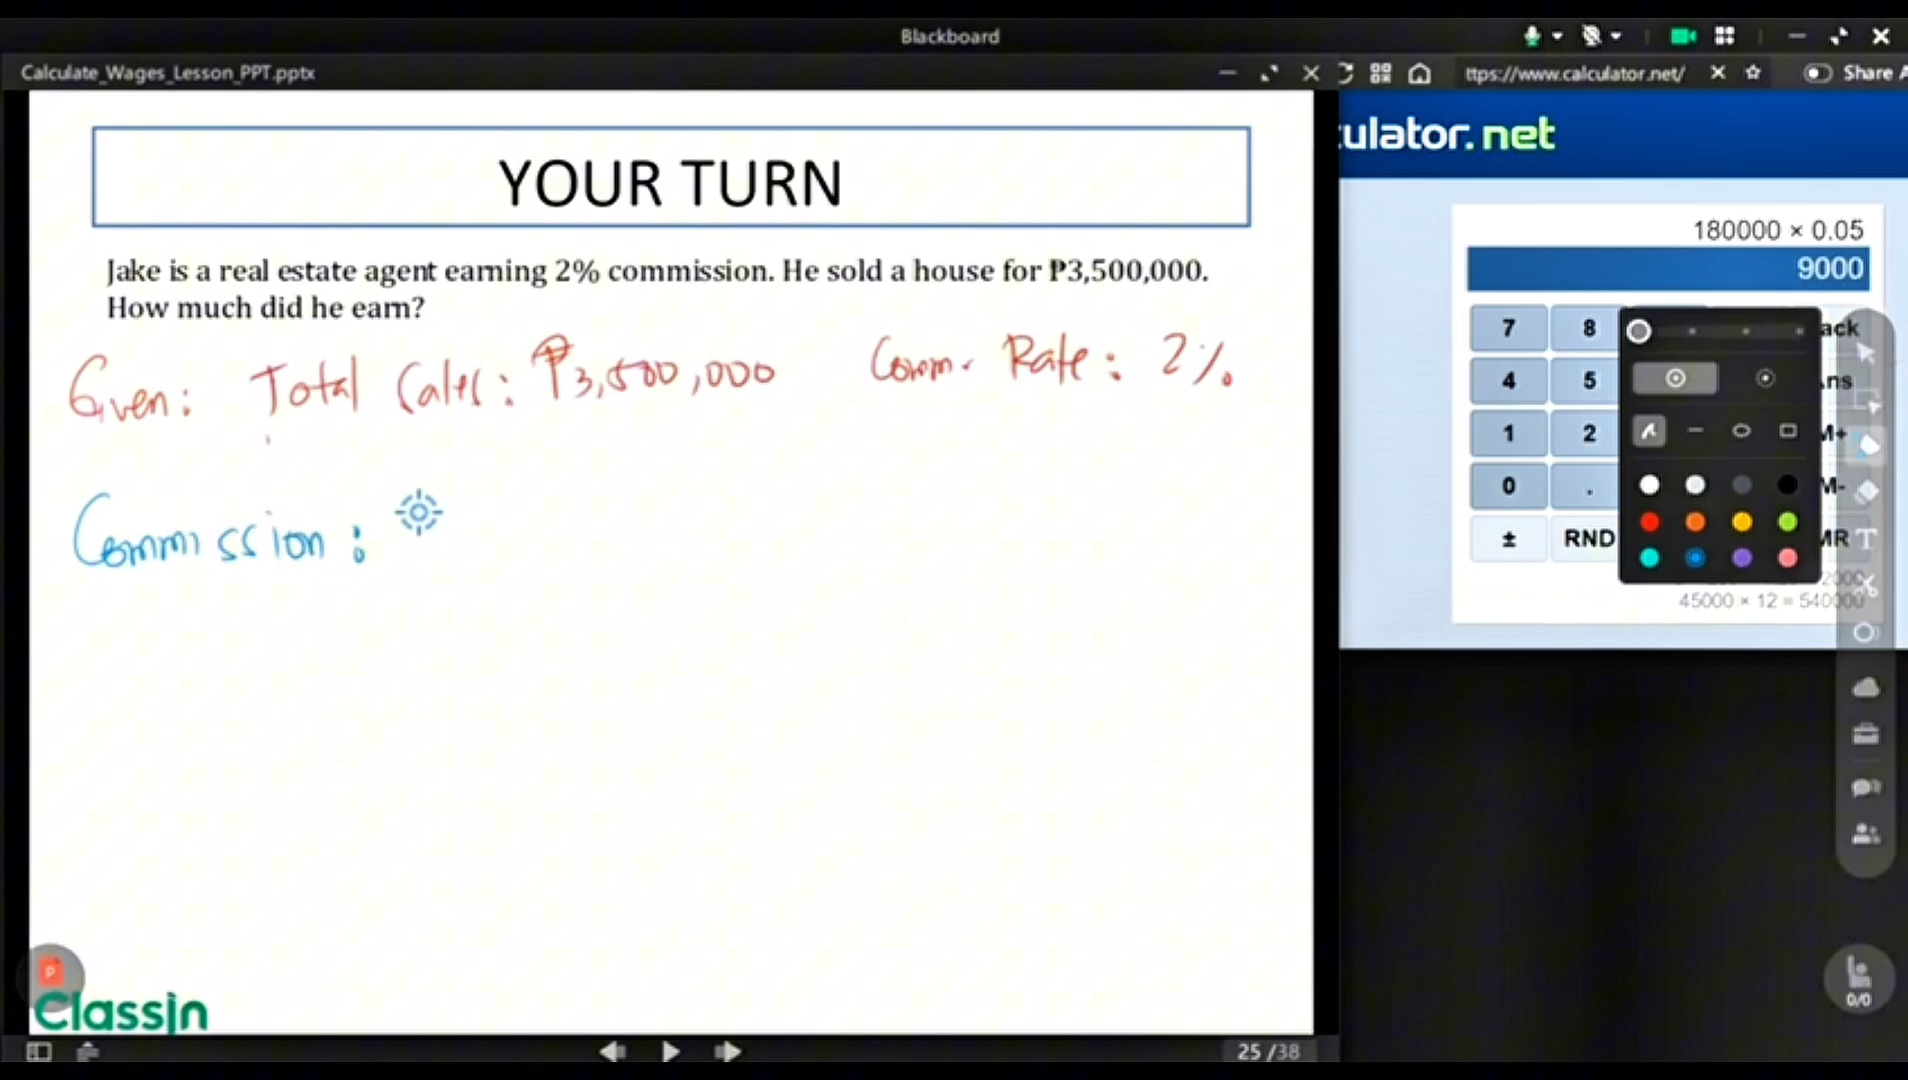 Blackboard
Calculate_Wages_Lesson_PPT.pptx
ttps://www.calculator.net/
Share A
YOUR TURN
Jake is a real estate agent earning 2% commission. He sold a house for ₱3,500,000.
How much did he earn?
Given: Total Sales: ₱3,500,000 Comm. Rate: 2%
Commission:
ulator.net
180000 × 0.05
9000
7 8 ack
4 5 ns
1 2 M+
0 . M-
± RND MR
2000
45000 × 12 = 540000
P
ClassIn
25 /38
0/0